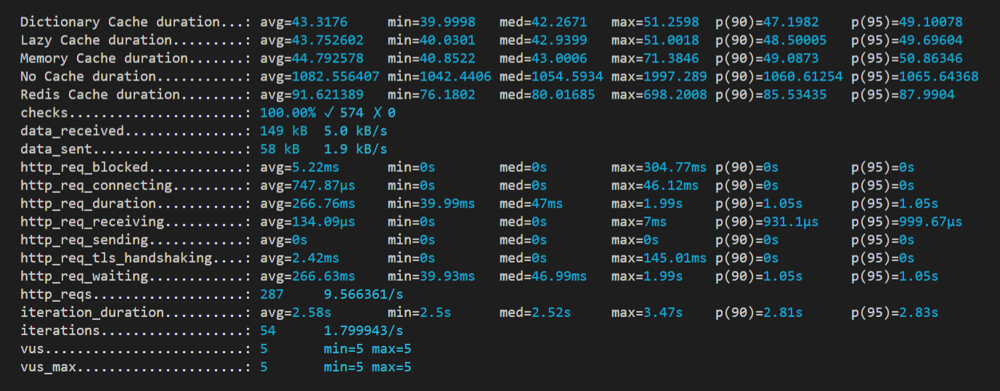 Dictionary Cache duration...: avg=43.3176 min=39.9998 med=42.2671 max=51.2598 p(90)=47.1982 p(95)=49.10078
Lazy Cache duration.........: avg=43.752602 min=40.0301 med=42.9399 max=51.0018 p(90)=48.50005 p(95)=49.69604
Memory Cache duration.......: avg=44.792578 min=40.8522 med=43.0006 max=71.3846 p(90)=49.0873 p(95)=50.86346
No Cache duration...........: avg=1082.556407 min=1042.4406 med=1054.5934 max=1997.289 p(90)=1060.61254 p(95)=1065.64368
Redis Cache duration........: avg=91.621389 min=76.1802 med=80.01685 max=698.2008 p(90)=85.53435 p(95)=87.9904
checks......................: 100.00% ✓ 574 ✗ 0
data_received...............: 149 kB 5.0 kB/s
data_sent...................: 58 kB 1.9 kB/s
http_req_blocked............: avg=5.22ms min=0s med=0s max=304.77ms p(90)=0s p(95)=0s
http_req_connecting.........: avg=747.87µs min=0s med=0s max=46.12ms p(90)=0s p(95)=0s
http_req_duration...........: avg=266.76ms min=39.99ms med=47ms max=1.99s p(90)=1.05s p(95)=1.05s
http_req_receiving..........: avg=134.09µs min=0s med=0s max=7ms p(90)=931.1µs p(95)=999.67µs
http_req_sending............: avg=0s min=0s med=0s max=0s p(90)=0s p(95)=0s
http_req_tls_handshaking....: avg=2.42ms min=0s med=0s max=145.01ms p(90)=0s p(95)=0s
http_req_waiting............: avg=266.63ms min=39.93ms med=46.99ms max=1.99s p(90)=1.05s p(95)=1.05s
http_reqs...................: 287 9.566361/s
iteration_duration..........: avg=2.58s min=2.5s med=2.52s max=3.47s p(90)=2.81s p(95)=2.83s
iterations..................: 54 1.799943/s
vus.........................: 5 min=5 max=5
vus_max.....................: 5 min=5 max=5